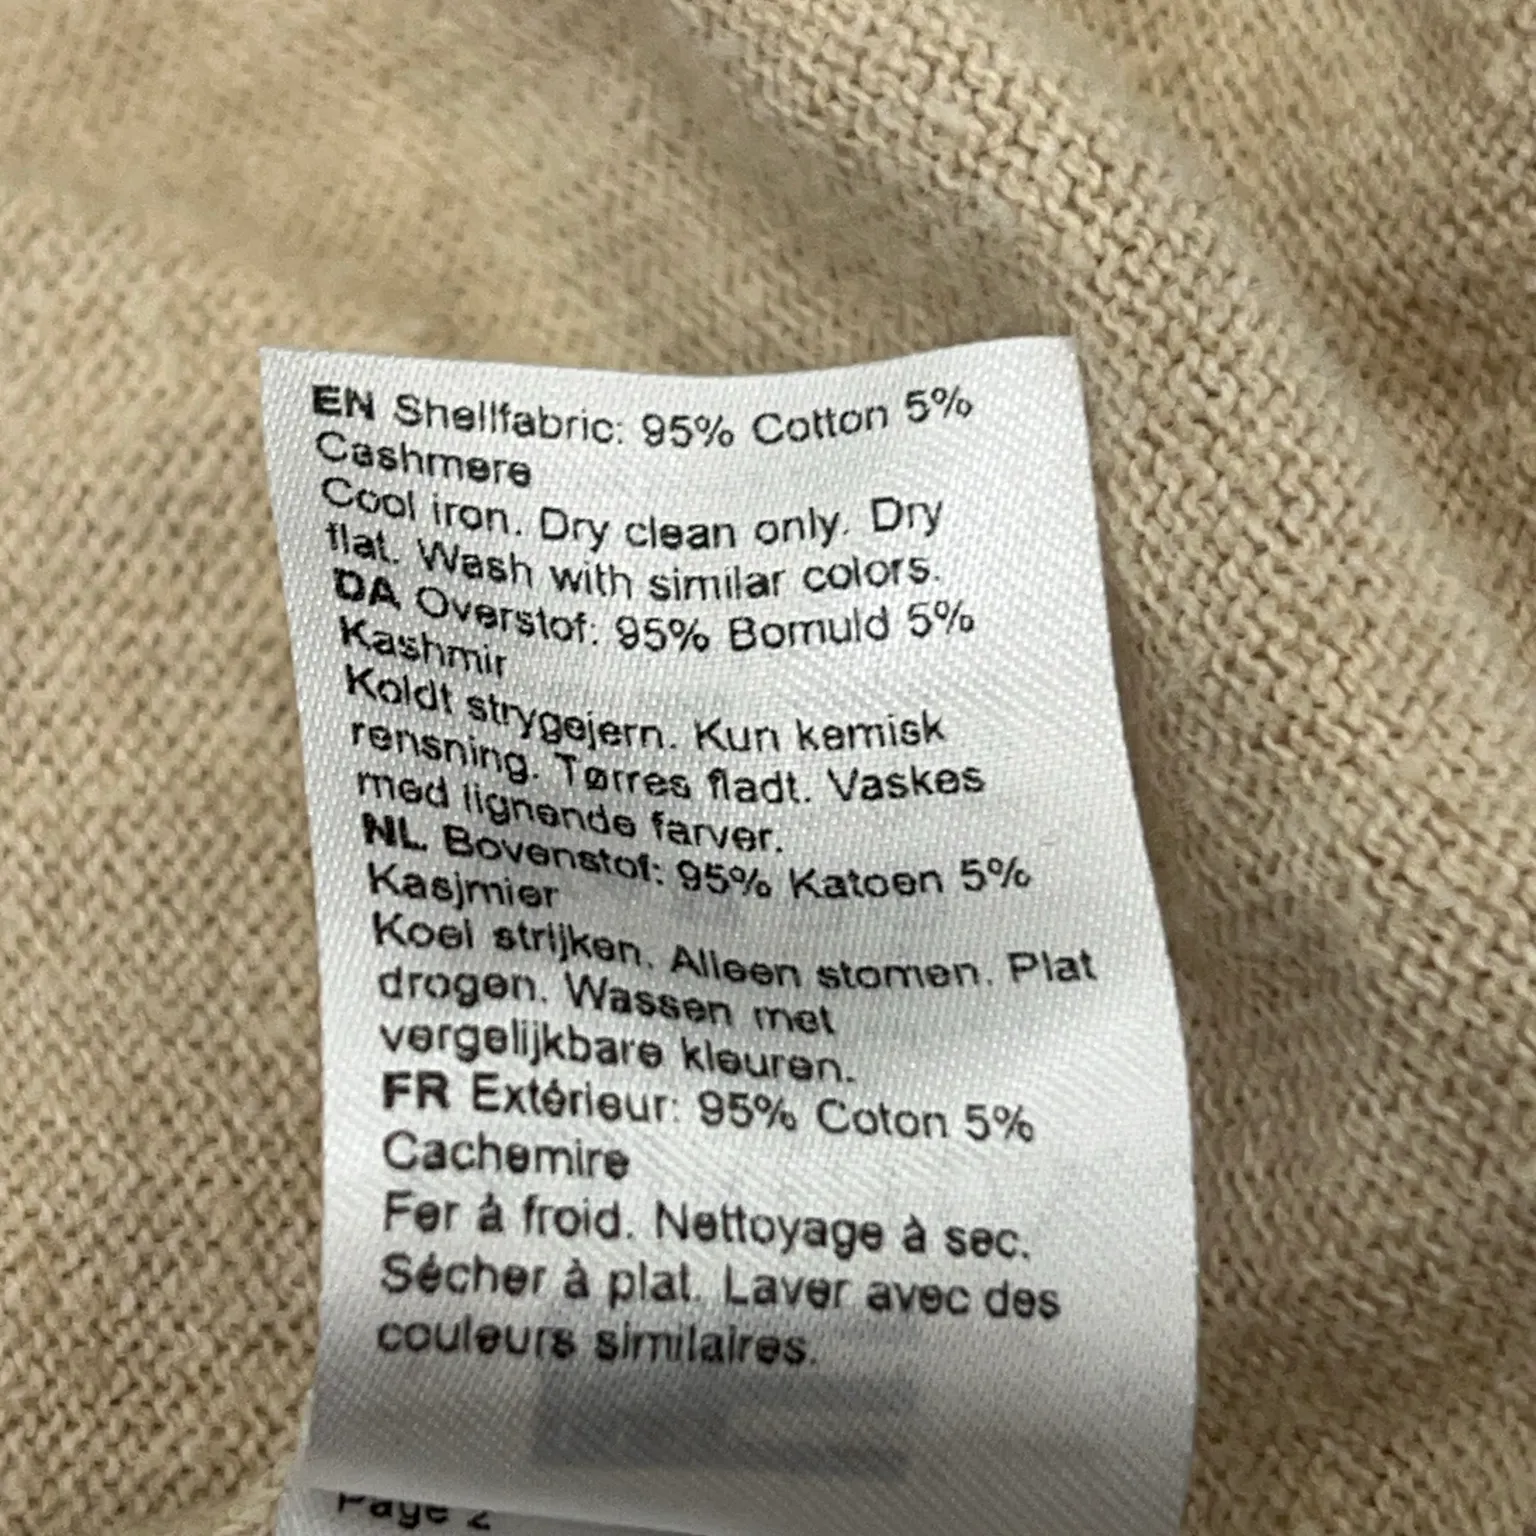 EN Shellfabric: 95% Cotton 5%
Cashmere
Cool iron. Dry clean only. Dry
flat. Wash with similar colors.
DA Overstof: 95% Bomuld 5%
Kashmir
Koldt strygejern. Kun kemisk
rensning. Tørres fladt. Vaskes
med lignende farver.
NL Bovenstof: 95% Katoen 5%
Kasjmier
Koel strijken. Alleen stomen. Plat
drogen. Wassen met
vergelijkbare kleuren.
FR Extérieur: 95% Coton 5%
Cachemire
Fer à froid. Nettoyage à sec.
Sécher à plat. Laver avec des
couleurs similaires.
Page 2